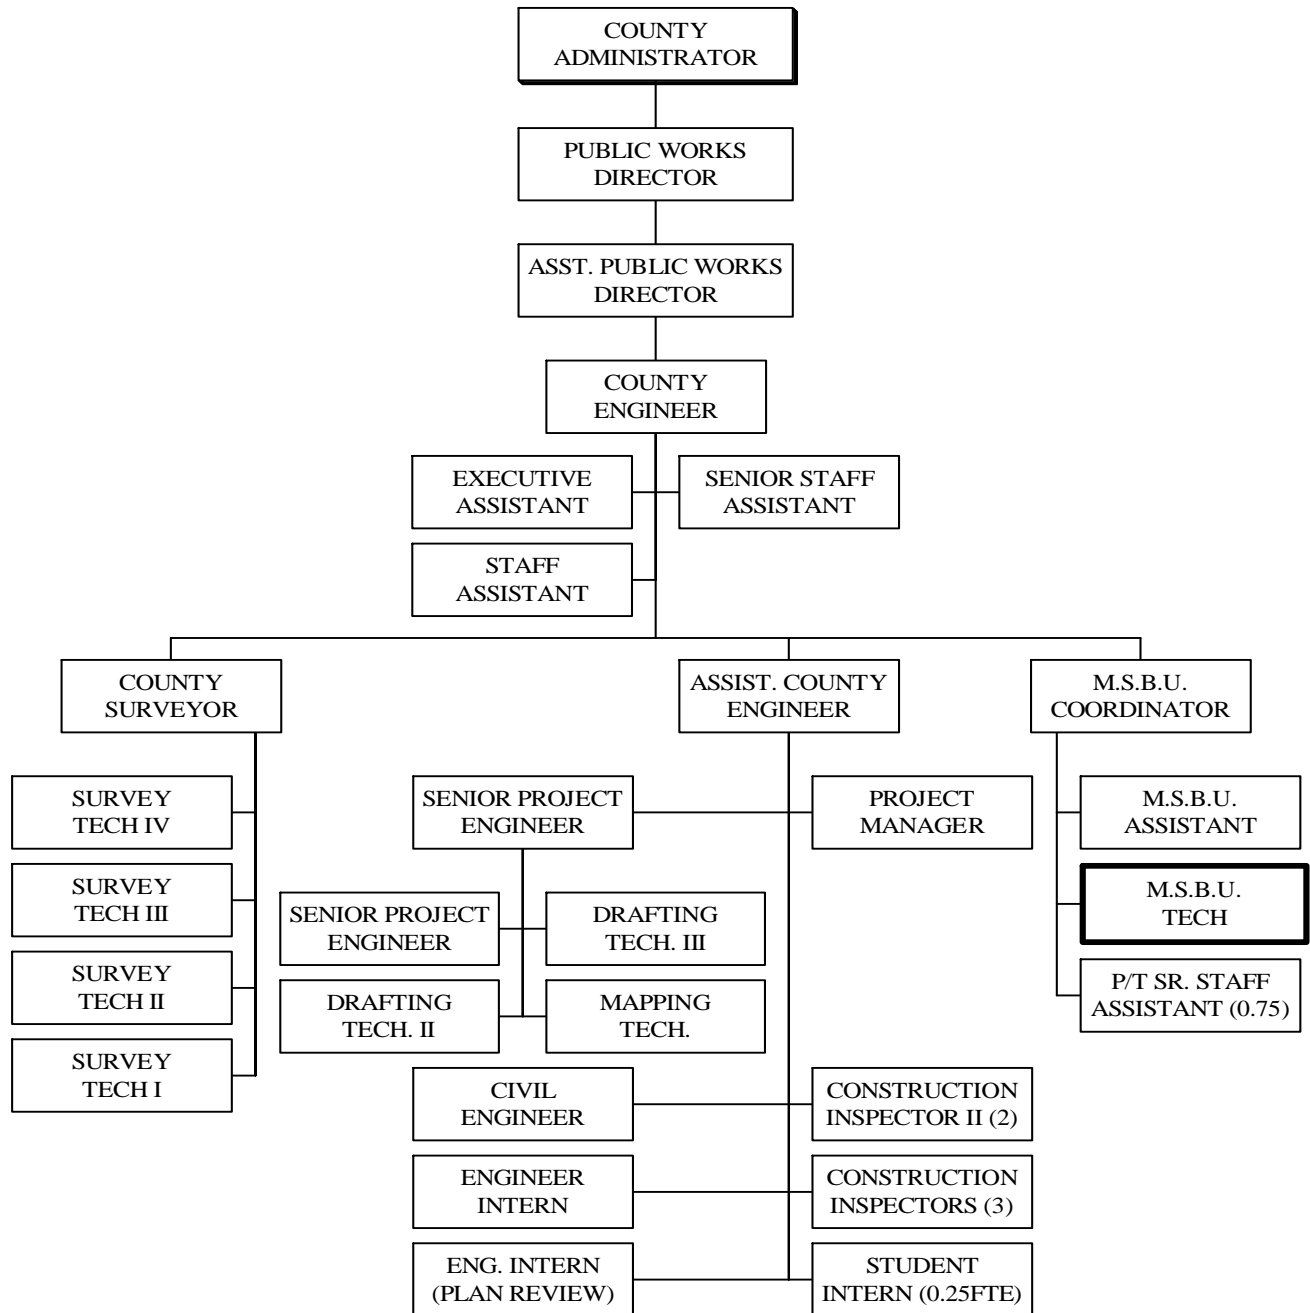 COUNTY
ADMINISTRATOR
PUBLIC WORKS
DIRECTOR
ASST. PUBLIC WORKS
DIRECTOR
COUNTY
ENGINEER
EXECUTIVE
ASSISTANT
SENIOR STAFF
ASSISTANT
STAFF
ASSISTANT
COUNTY
SURVEYOR
ASSIST. COUNTY
ENGINEER
M.S.B.U.
COORDINATOR
SURVEY
TECH IV
SURVEY
TECH III
SURVEY
TECH II
SURVEY
TECH I
SENIOR PROJECT
ENGINEER
PROJECT
MANAGER
SENIOR PROJECT
ENGINEER
DRAFTING
TECH. III
DRAFTING
TECH. II
MAPPING
TECH.
CIVIL
ENGINEER
CONSTRUCTION
INSPECTOR II (2)
ENGINEER
INTERN
CONSTRUCTION
INSPECTORS (3)
ENG. INTERN
(PLAN REVIEW)
STUDENT
INTERN (0.25FTE)
M.S.B.U.
ASSISTANT
M.S.B.U.
TECH
P/T SR. STAFF
ASSISTANT (0.75)